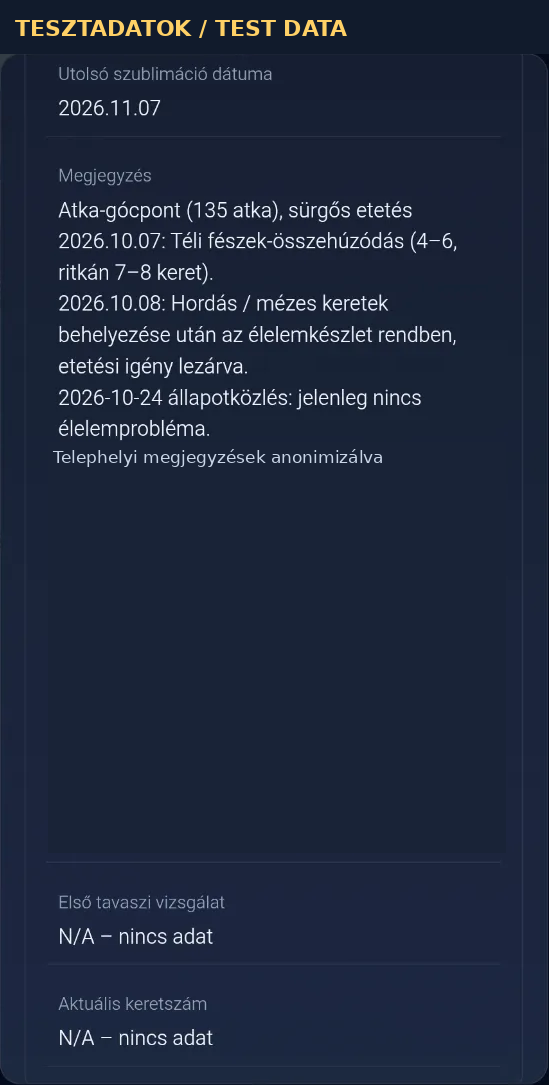 TESZTADATOK / TEST DATA
Utolsó szublimáció dátuma
2026.11.07
Megjegyzés
Atka-gócpont (135 atka), sürgős etetés
2026.10.07: Téli fészek-összehúzódás (4–6,
ritkán 7–8 keret).
2026.10.08: Hordás / mézes keretek
behelyezése után az élelemkészlet rendben,
etetési igény lezárva.
2026-10-24 állapotközlés: jelenleg nincs
élelemprobléma.
Telephelyi megjegyzések anonimizálva
Első tavaszi vizsgálat
N/A – nincs adat
Aktuális keretszám
N/A – nincs adat